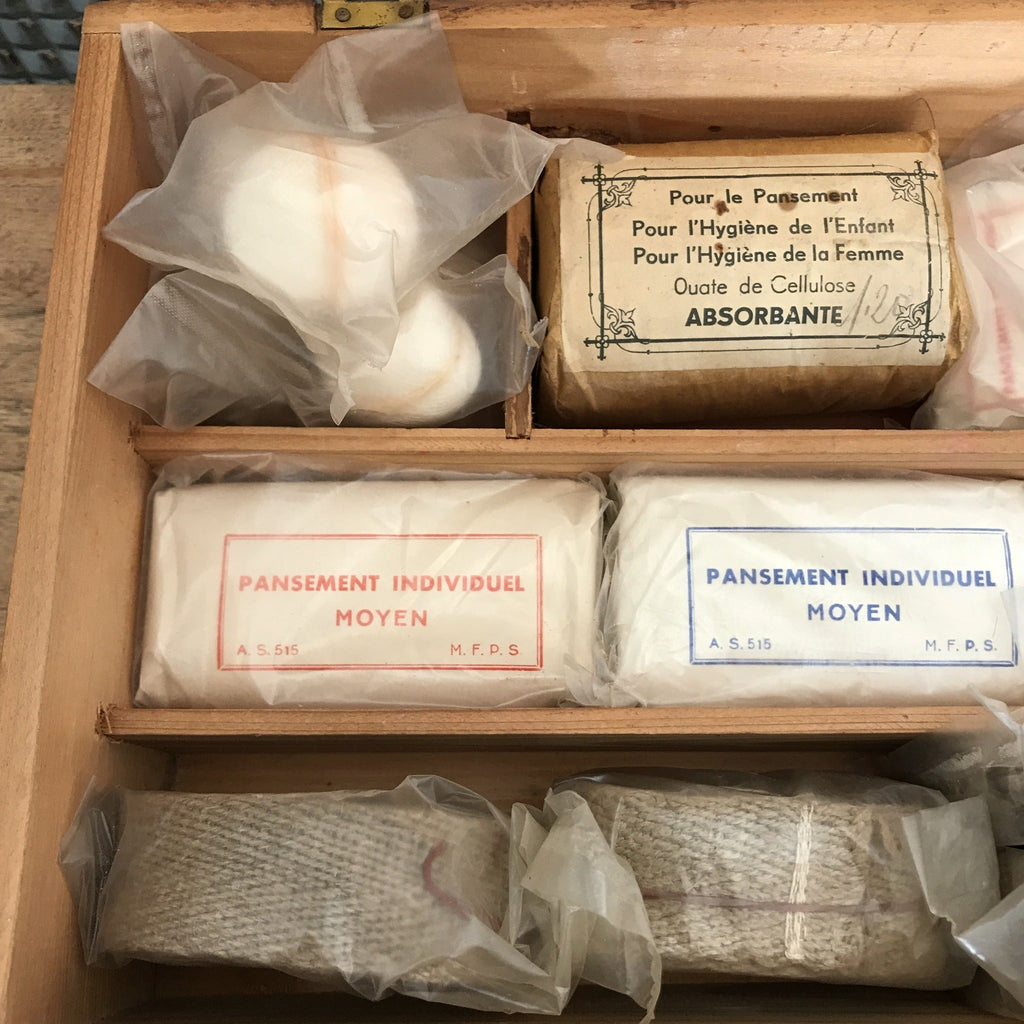 Pour le Pansement
Pour l'Hygiène de l'Enfant
Pour l'Hygiène de la Femme
Ouate de Cellulose
ABSORBANTE
PANSEMENT INDIVIDUEL
MOYEN
A. S. 515 M. F. P. S.
PANSEMENT INDIVIDUEL
MOYEN
A. S. 515 M. F. P. S.